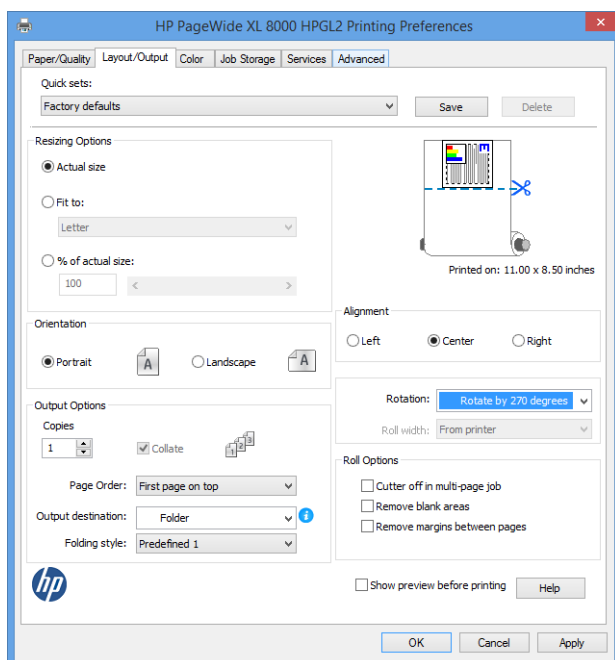 HP PageWide XL 8000 HPGL2 Printing Preferences
Paper/Quality Layout/Output Color Job Storage Services Advanced
Quick sets:
Factory defaults Save Delete
Resizing Options
Actual size
Fit to:
Letter
% of actual size:
100
Printed on: 11.00 x 8.50 inches
Orientation
Portrait A Landscape A
Alignment
Left Center Right
Rotation: Rotate by 270 degrees
Roll width: From printer
Output Options
Copies
1 Collate 1 2 3
Page Order: First page on top
Output destination: Folder
Folding style: Predefined 1
Roll Options
Cutter off in multi-page job
Remove blank areas
Remove margins between pages
hp
Show preview before printing Help
OK Cancel Apply